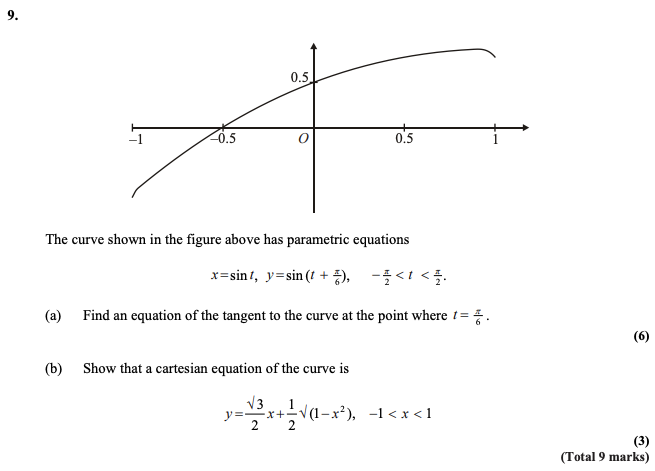 9.
0.5
-1
-0.5
O
0.5
1
The curve shown in the figure above has parametric equations
x = sin t, y = sin (t + π/6), -π/2 < t < π/2.
(a) Find an equation of the tangent to the curve at the point where t = π/6.
(6)
(b) Show that a cartesian equation of the curve is
y = √3/2 x + 1/2 √(1 – x²), –1 < x < 1
(3)
(Total 9 marks)